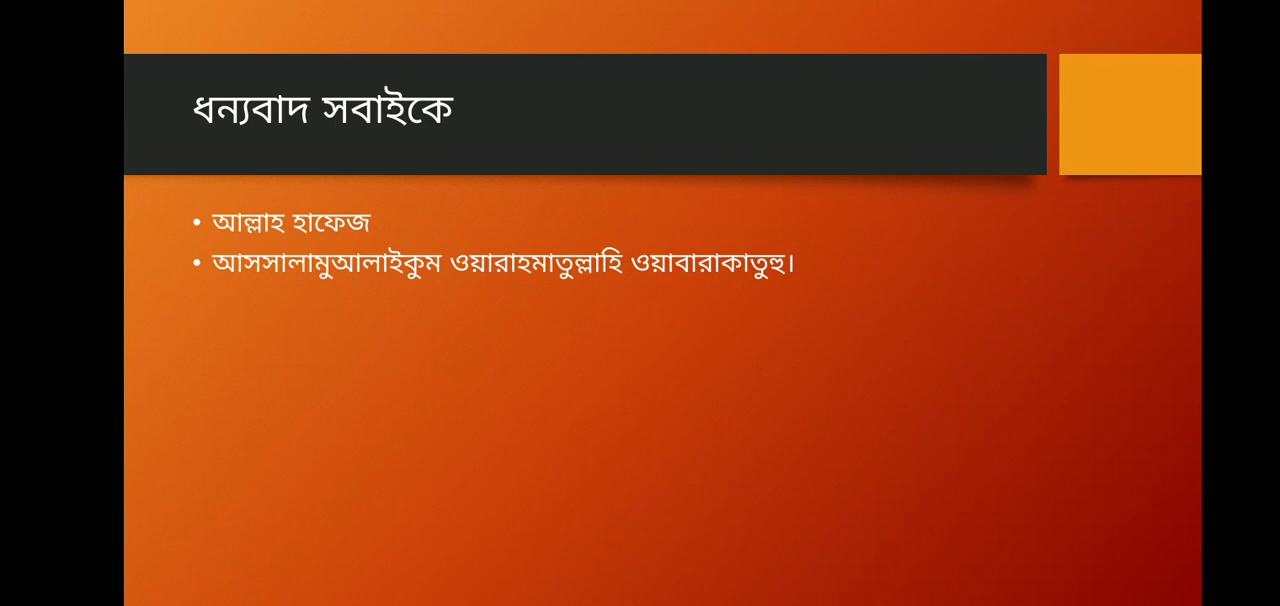 ধন্যবাদ সবাইকে
• আল্লাহ হাফেজ
• আসসালামুআলাইকুম ওয়ারাহমাতুল্লাহি ওয়াবারাকাতুহু।